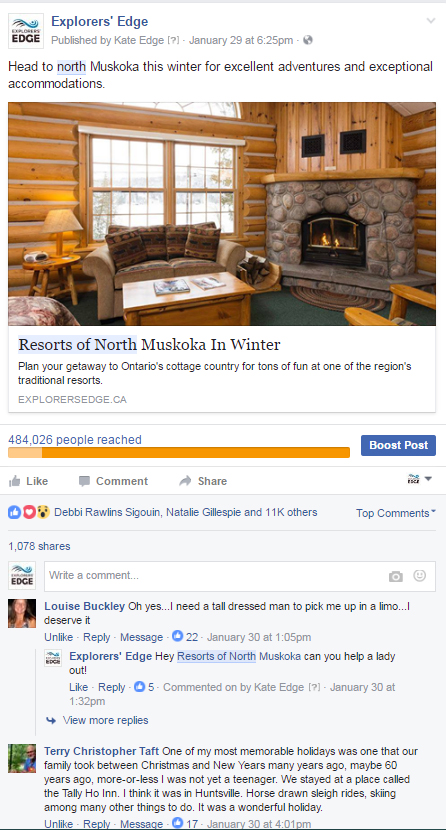 Explorers' Edge
Published by Kate Edge [?] · January 29 at 6:25pm ·
EXPLORERS'
EDGE
Head to north Muskoka this winter for excellent adventures and exceptional
accommodations.
Resorts of North Muskoka In Winter
Plan your getaway to Ontario's cottage country for tons of fun at one of the region's
traditional resorts.
EXPLORERSEDGE.CA
484,026 people reached
Boost Post
Like Comment Share
Debbi Rawlins Sigouin, Natalie Gillespie and 11K others
Top Comments
1,078 shares
EXPLORERS'
EDGE
Write a comment...
Louise Buckley Oh yes...I need a tall dressed man to pick me up in a limo...I
deserve it
Unlike · Reply · Message · 22 · January 30 at 1:05pm
EDGE
Explorers' Edge Hey Resorts of North Muskoka can you help a lady
out!
Like · Reply · 5 · Commented on by Kate Edge [?] · January 30 at
1:32pm
View more replies
Terry Christopher Taft One of my most memorable holidays was one that our
family took between Christmas and New Years many years ago, maybe 60
years ago, more-or-less I was not yet a teenager. We stayed at a place called
the Tally Ho Inn. I think it was in Huntsville. Horse drawn sleigh rides, skiing
among many other things to do. It was a wonderful holiday.
Unlike · Reply · Message · 17 · January 30 at 4:01pm